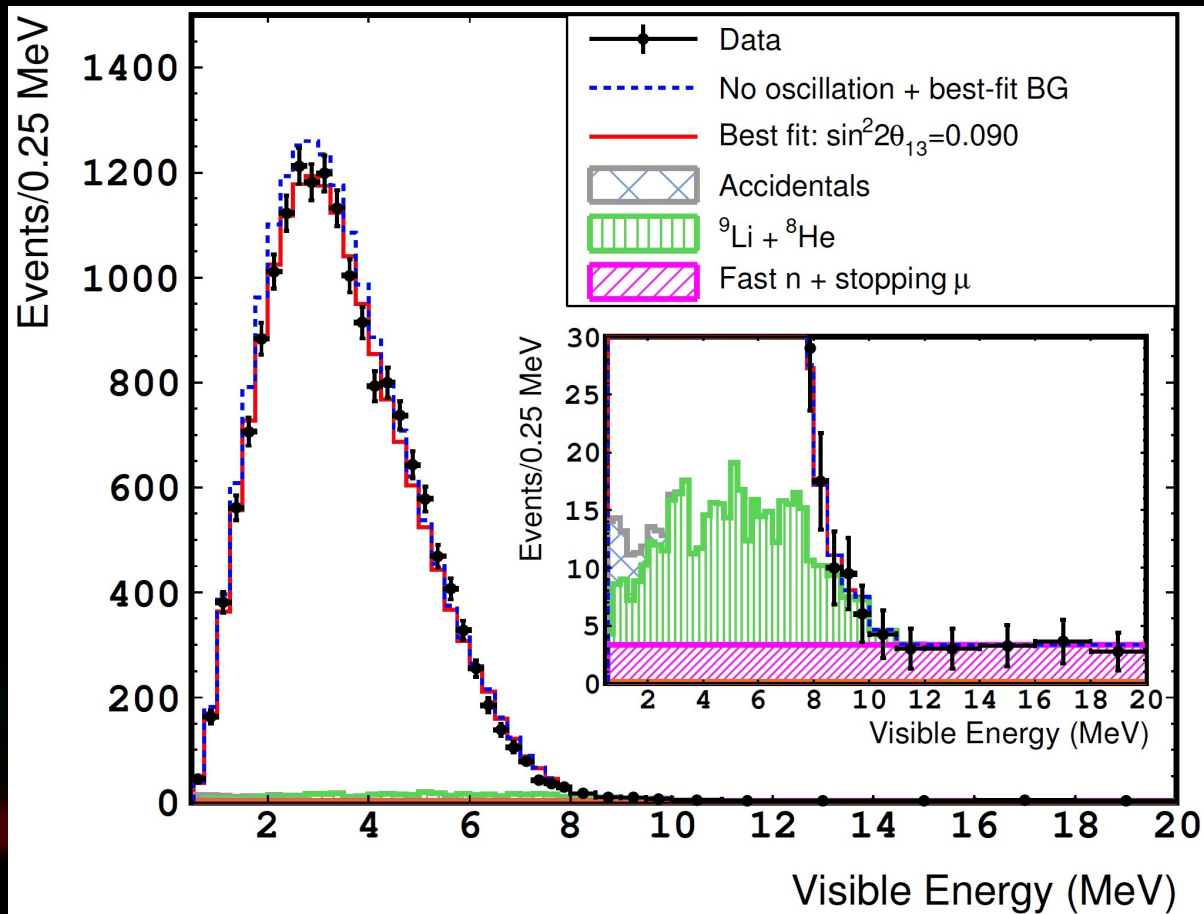 Events/0.25 MeV
1400
1200
1000
800
600
400
200
0
2 4 6 8 10 12 14 16 18 20
Visible Energy (MeV)
Data
No oscillation + best-fit BG
Best fit: sin²2θ₁₃=0.090
Accidentals
⁹Li + ⁸He
Fast n + stopping μ
Events/0.25 MeV
30
25
20
15
10
5
0
2 4 6 8 10 12 14 16 18 20
Visible Energy (MeV)